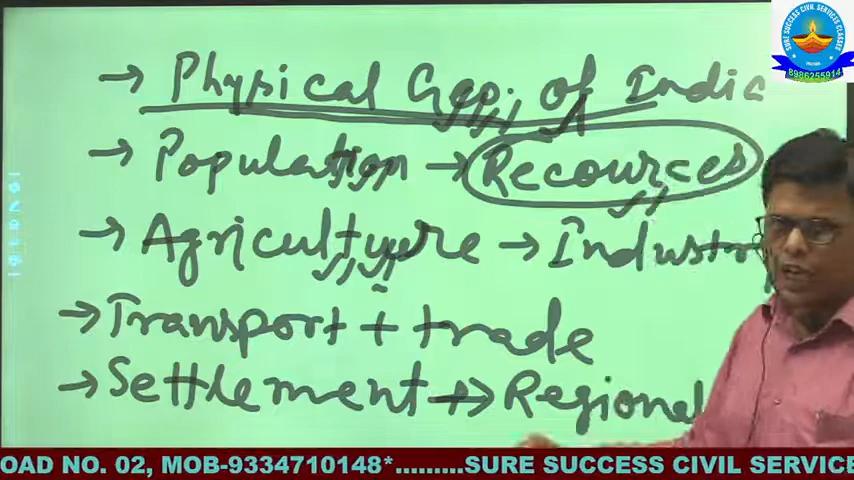 → Physical Geo. of India
→ Population → Recources
→ Agriculture → Industr
→ Transport + trade
→ Settlement → Regional
SURE SUCCESS CIVIL SERVICES CLASSES
8986255914
OAD NO. 02, MOB-9334710148*.........SURE SUCCESS CIVIL SERVICE